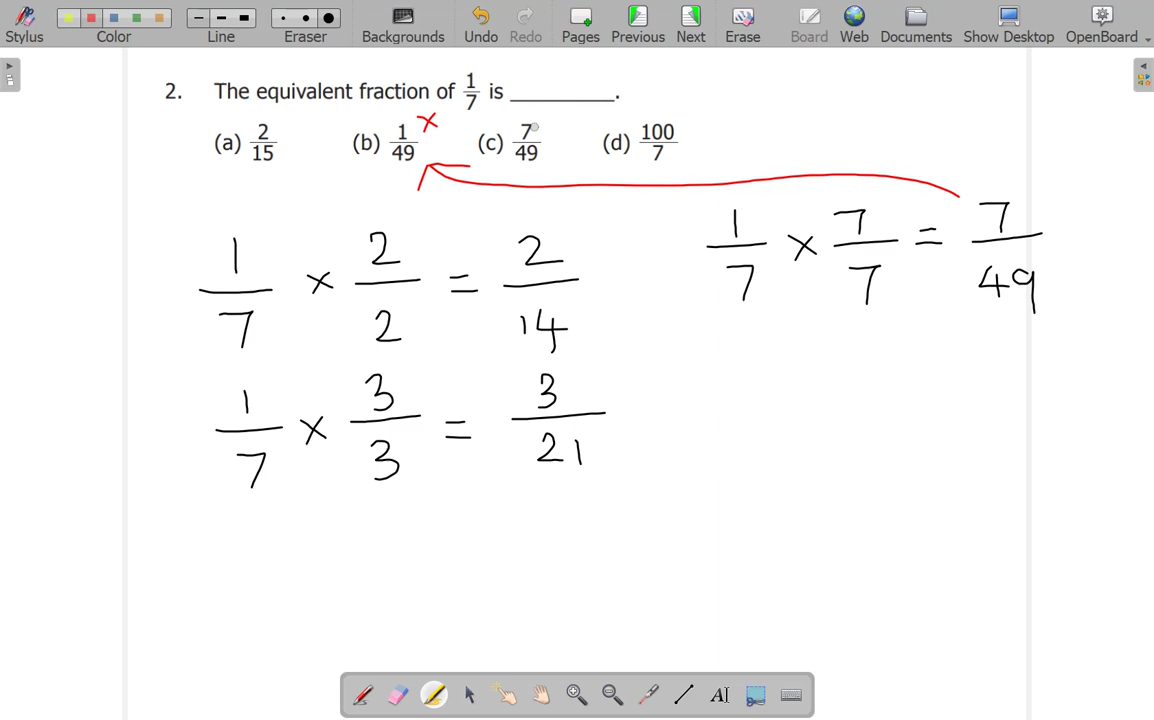 Stylus Color Line Eraser Backgrounds Undo Redo Pages Previous Next Erase Board Web Documents Show Desktop OpenBoard
2. The equivalent fraction of 1/7 is _________.
(a) 2/15 (b) 1/49 × (c) 7/49 (d) 100/7
1/7 × 2/2 = 2/14
1/7 × 7/7 = 7/49
1/7 × 3/3 = 3/21